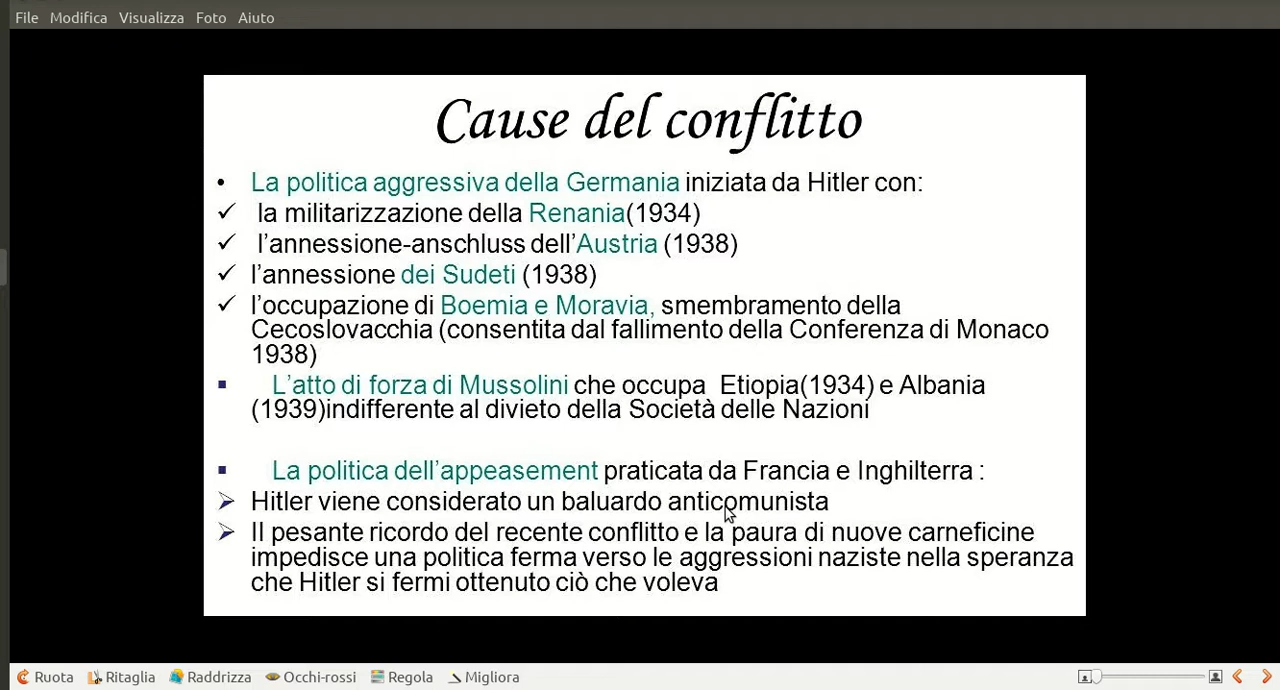 File Modifica Visualizza Foto Aiuto
Cause del conflitto
• La politica aggressiva della Germania iniziata da Hitler con:
✓ la militarizzazione della Renania(1934)
✓ l’annessione-anschluss dell’Austria (1938)
✓ l’annessione dei Sudeti (1938)
✓ l’occupazione di Boemia e Moravia, smembramento della
Cecoslovacchia (consentita dal fallimento della Conferenza di Monaco
1938)
▪ L’atto di forza di Mussolini che occupa Etiopia(1934) e Albania
(1939)indifferente al divieto della Società delle Nazioni
▪ La politica dell’appeasement praticata da Francia e Inghilterra :
➢ Hitler viene considerato un baluardo anticomunista
➢ Il pesante ricordo del recente conflitto e la paura di nuove carneficine
impedisce una politica ferma verso le aggressioni naziste nella speranza
che Hitler si fermi ottenuto ciò che voleva
Ruota Ritaglia Raddrizza Occhi-rossi Regola Migliora